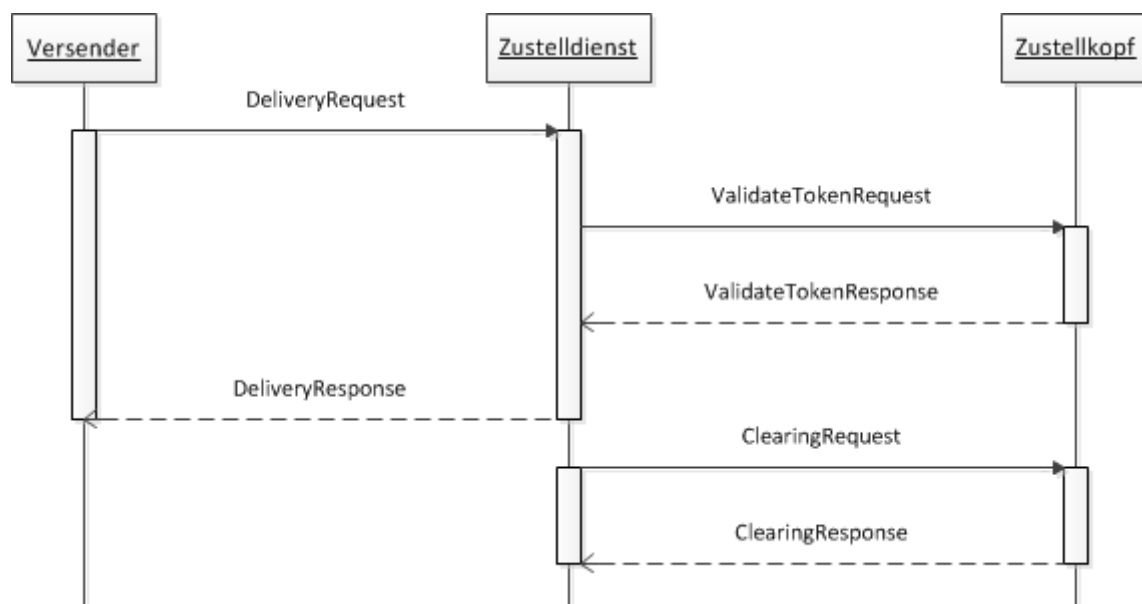 Versender
Zustelldienst
Zustellkopf
DeliveryRequest
ValidateTokenRequest
ValidateTokenResponse
DeliveryResponse
ClearingRequest
ClearingResponse